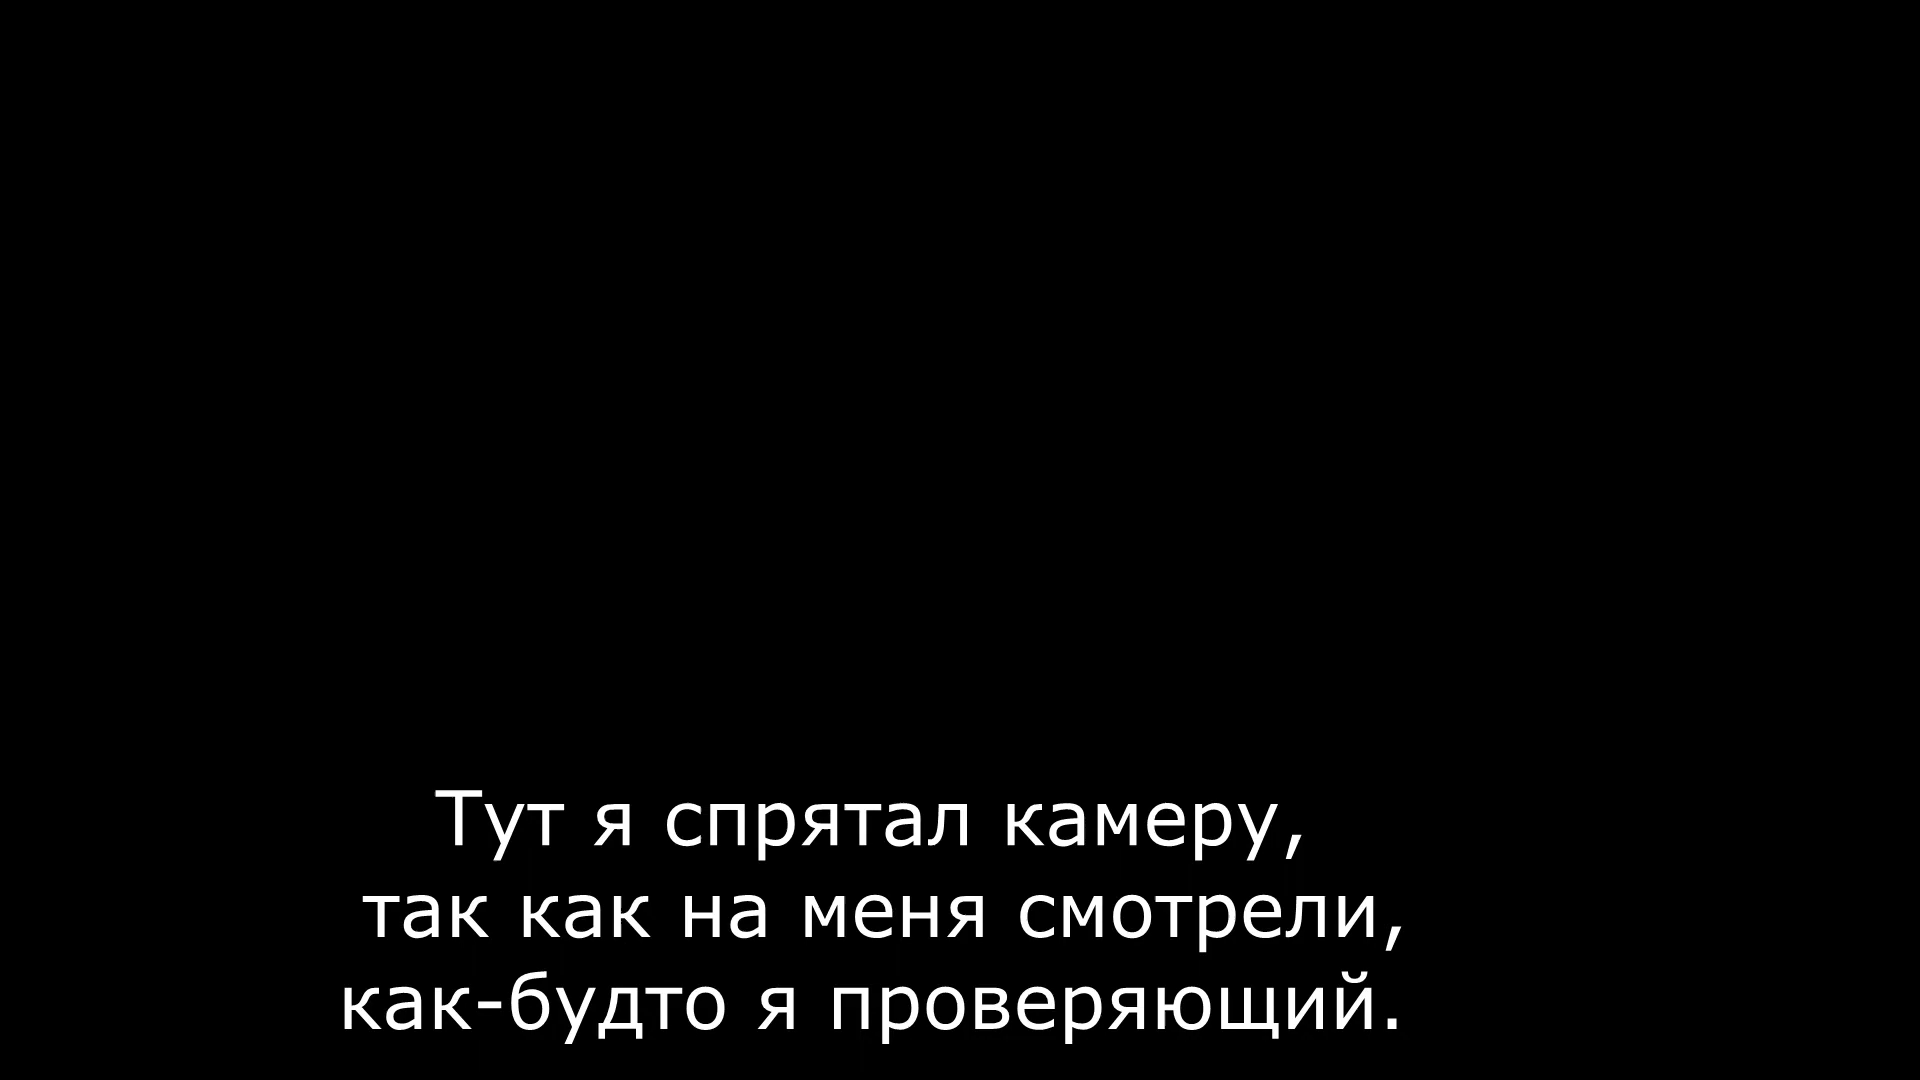 Тут я спрятал камеру,
так как на меня смотрели,
как-будто я проверяющий.